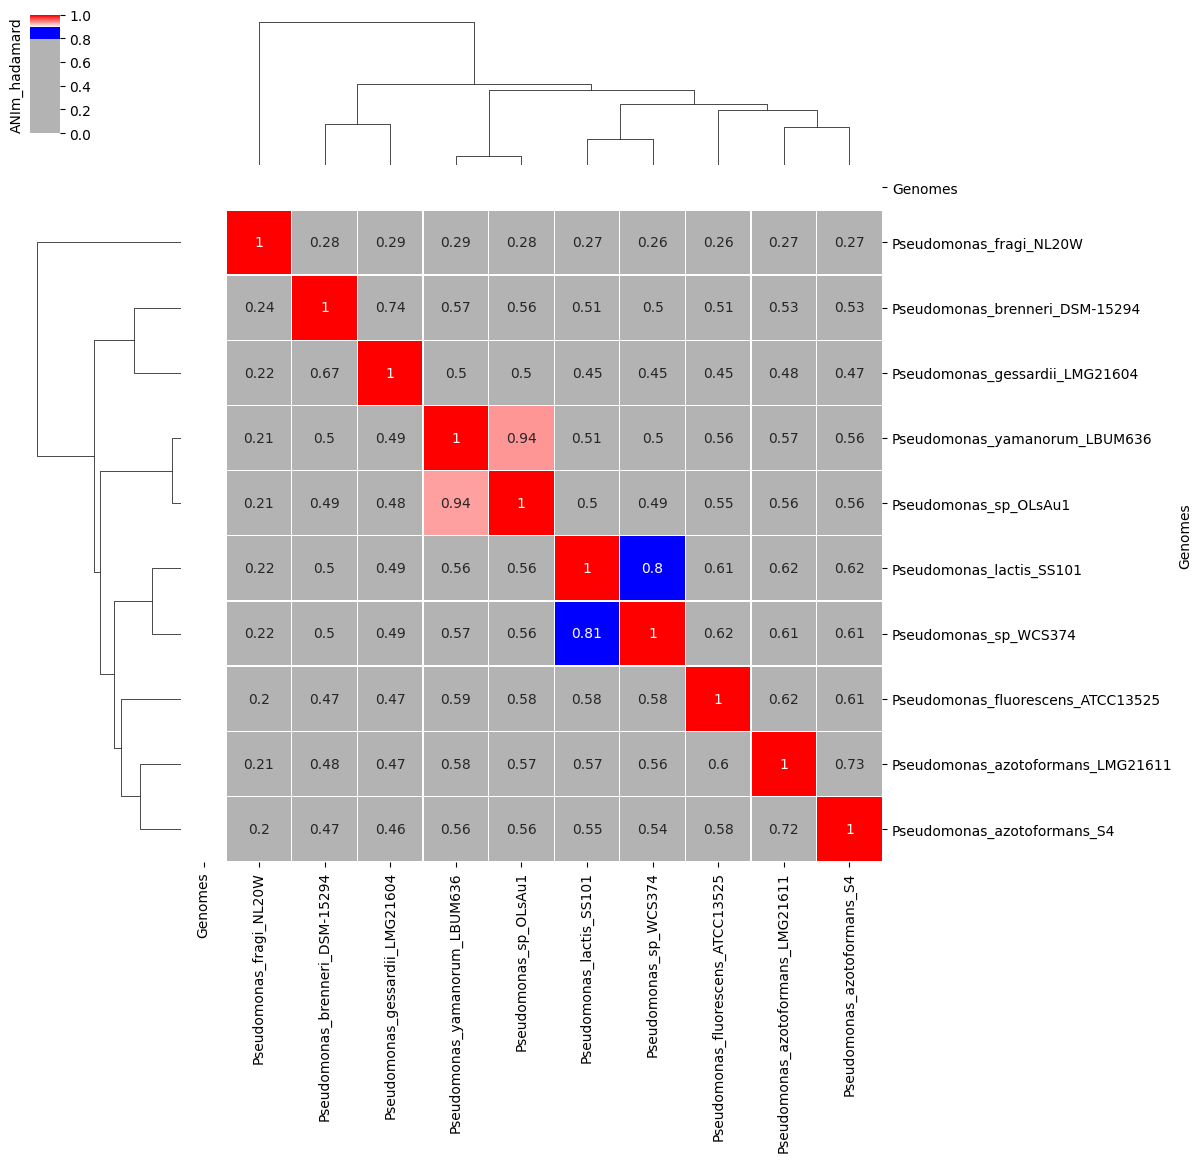 ANIm_hadamard
1.0
0.8
0.6
0.4
0.2
0.0
Genomes
1 0.28 0.29 0.29 0.28 0.27 0.26 0.26 0.27 0.27 Pseudomonas_fragi_NL20W
0.24 1 0.74 0.57 0.56 0.51 0.5 0.51 0.53 0.53 Pseudomonas_brenneri_DSM-15294
0.22 0.67 1 0.5 0.5 0.45 0.45 0.45 0.48 0.47 Pseudomonas_gessardii_LMG21604
0.21 0.5 0.49 1 0.94 0.51 0.5 0.56 0.57 0.56 Pseudomonas_yamanorum_LBUM636
0.21 0.49 0.48 0.94 1 0.5 0.49 0.55 0.56 0.56 Pseudomonas_sp_OLsAu1
0.22 0.5 0.49 0.56 0.56 1 0.8 0.61 0.62 0.62 Pseudomonas_lactis_SS101
0.22 0.5 0.49 0.57 0.56 0.81 1 0.62 0.61 0.61 Pseudomonas_sp_WCS374
0.2 0.47 0.47 0.59 0.58 0.58 0.58 1 0.62 0.61 Pseudomonas_fluorescens_ATCC13525
0.21 0.48 0.47 0.58 0.57 0.57 0.56 0.6 1 0.73 Pseudomonas_azotoformans_LMG21611
0.2 0.47 0.46 0.56 0.56 0.55 0.54 0.58 0.72 1 Pseudomonas_azotoformans_S4
Genomes
Genomes
Pseudomonas_fragi_NL20W
Pseudomonas_brenneri_DSM-15294
Pseudomonas_gessardii_LMG21604
Pseudomonas_yamanorum_LBUM636
Pseudomonas_sp_OLsAu1
Pseudomonas_lactis_SS101
Pseudomonas_sp_WCS374
Pseudomonas_fluorescens_ATCC13525
Pseudomonas_azotoformans_LMG21611
Pseudomonas_azotoformans_S4